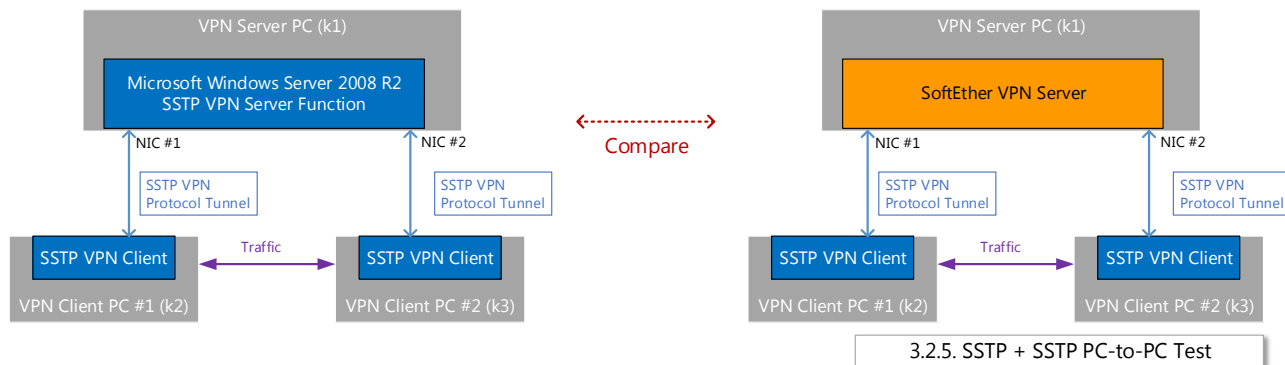 VPN Server PC (k1)
Microsoft Windows Server 2008 R2
SSTP VPN Server Function
NIC #1
NIC #2
SSTP VPN
Protocol Tunnel
SSTP VPN
Protocol Tunnel
SSTP VPN Client
Traffic
SSTP VPN Client
VPN Client PC #1 (k2)
VPN Client PC #2 (k3)
Compare
VPN Server PC (k1)
SoftEther VPN Server
NIC #1
NIC #2
SSTP VPN
Protocol Tunnel
SSTP VPN
Protocol Tunnel
SSTP VPN Client
Traffic
SSTP VPN Client
VPN Client PC #1 (k2)
VPN Client PC #2 (k3)
3.2.5. SSTP + SSTP PC-to-PC Test